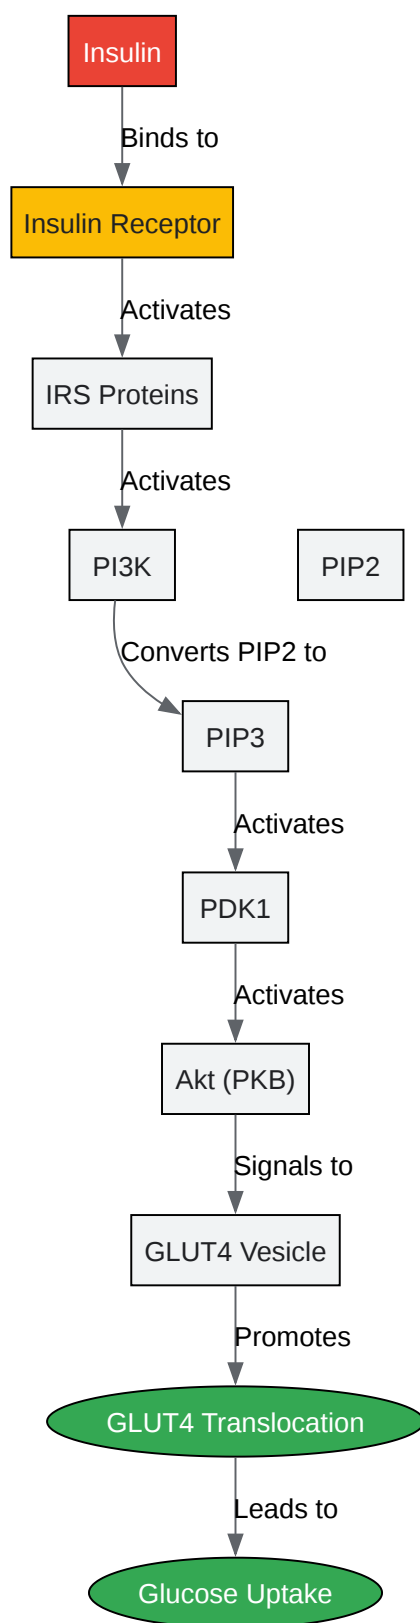 Insulin
Binds to
Insulin Receptor
Activates
IRS Proteins
Activates
PI3K
PIP2
Converts PIP2 to
PIP3
Activates
PDK1
Activates
Akt (PKB)
Signals to
GLUT4 Vesicle
Promotes
GLUT4 Translocation
Leads to
Glucose Uptake